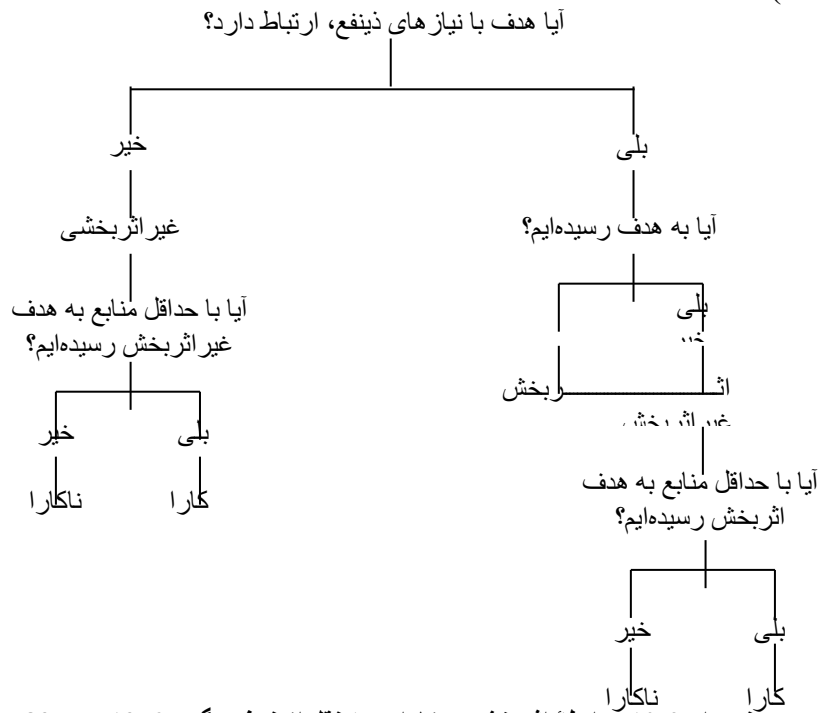 آیا هدف با نیازهای ذینفع، ارتباط دارد؟
بلی
خیر
آیا به هدف رسیده‌ایم؟
غیراثربخشی
بلی
خیر
اثربخش
غیراثربخش
آیا با حداقل منابع به هدف
غیراثربخش رسیده‌ایم؟
بلی
خیر
کارا
ناکارا
آیا با حداقل منابع به هدف
اثربخش رسیده‌ایم؟
بلی
خیر
کارا
ناکارا